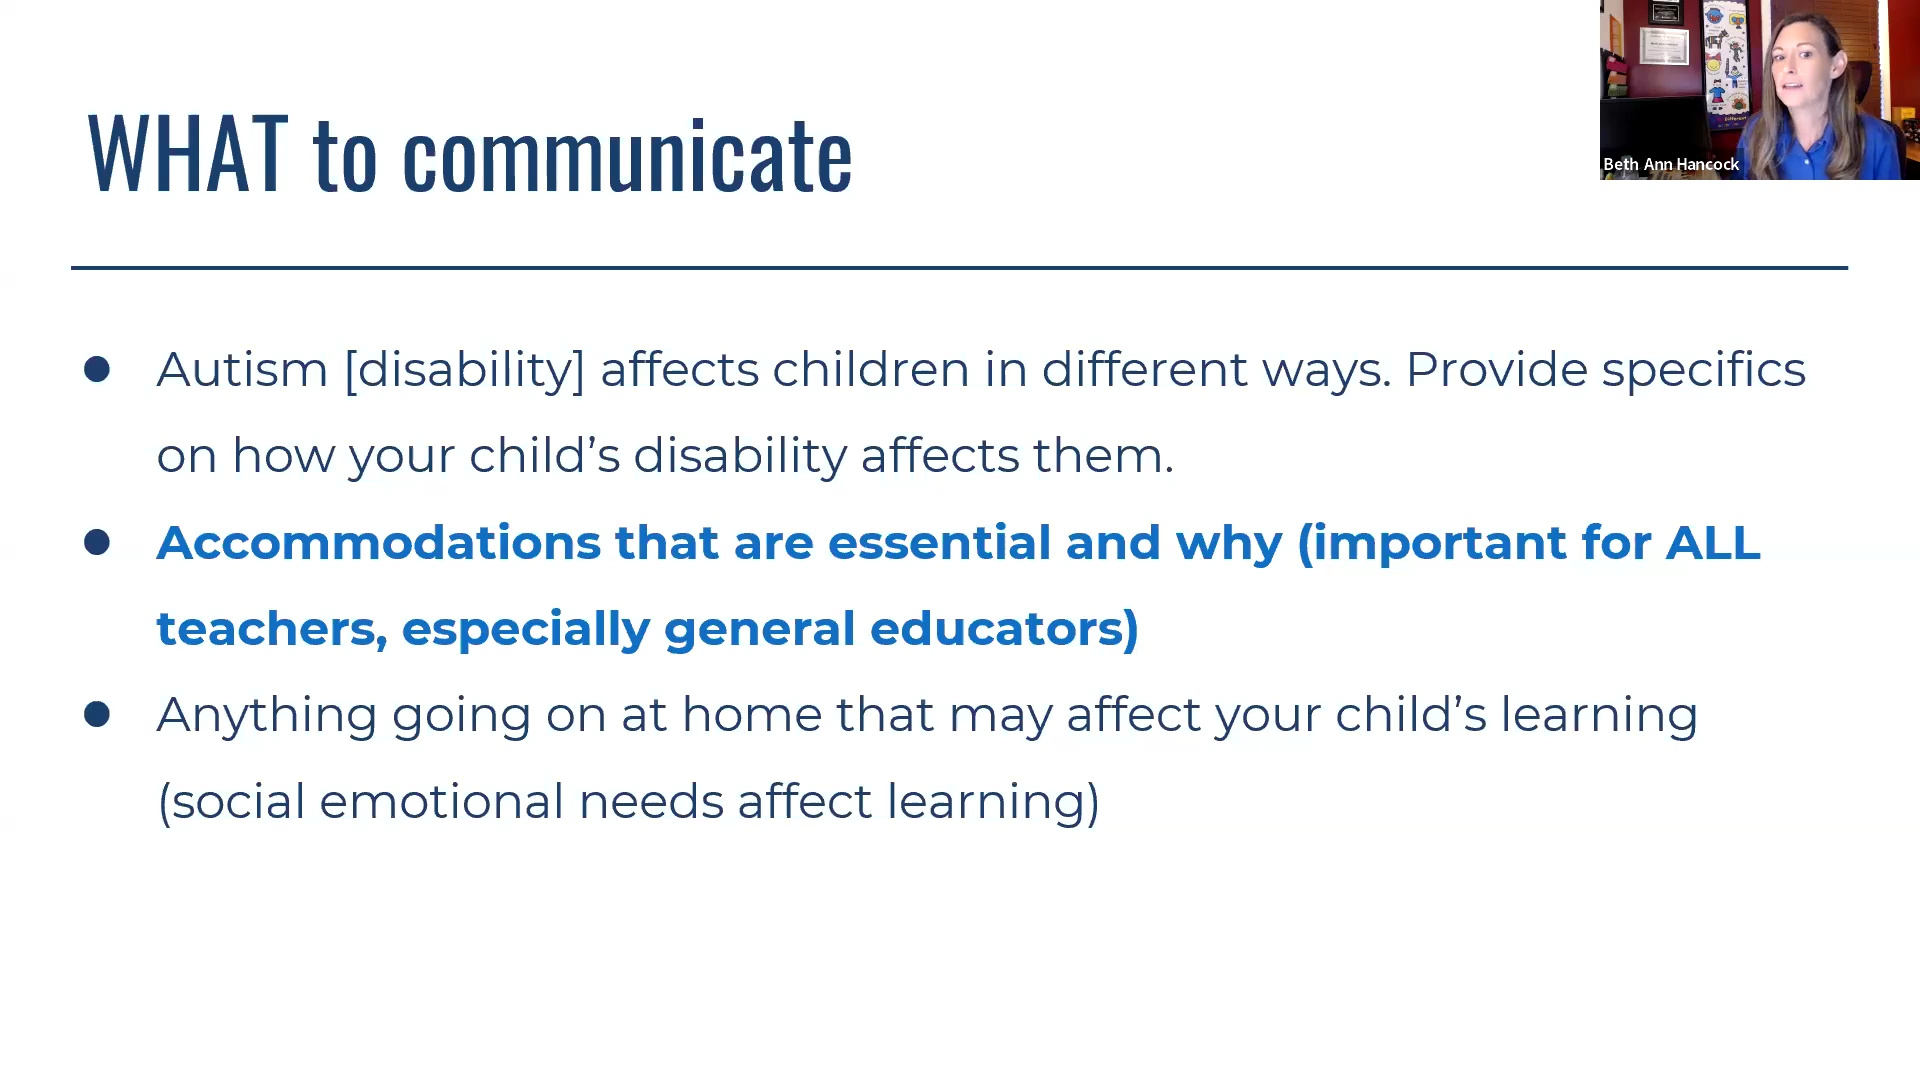 WHAT to communicate
Beth Ann Hancock
● Autism [disability] affects children in different ways. Provide specifics
on how your child’s disability affects them.
● Accommodations that are essential and why (important for ALL
teachers, especially general educators)
● Anything going on at home that may affect your child’s learning
(social emotional needs affect learning)